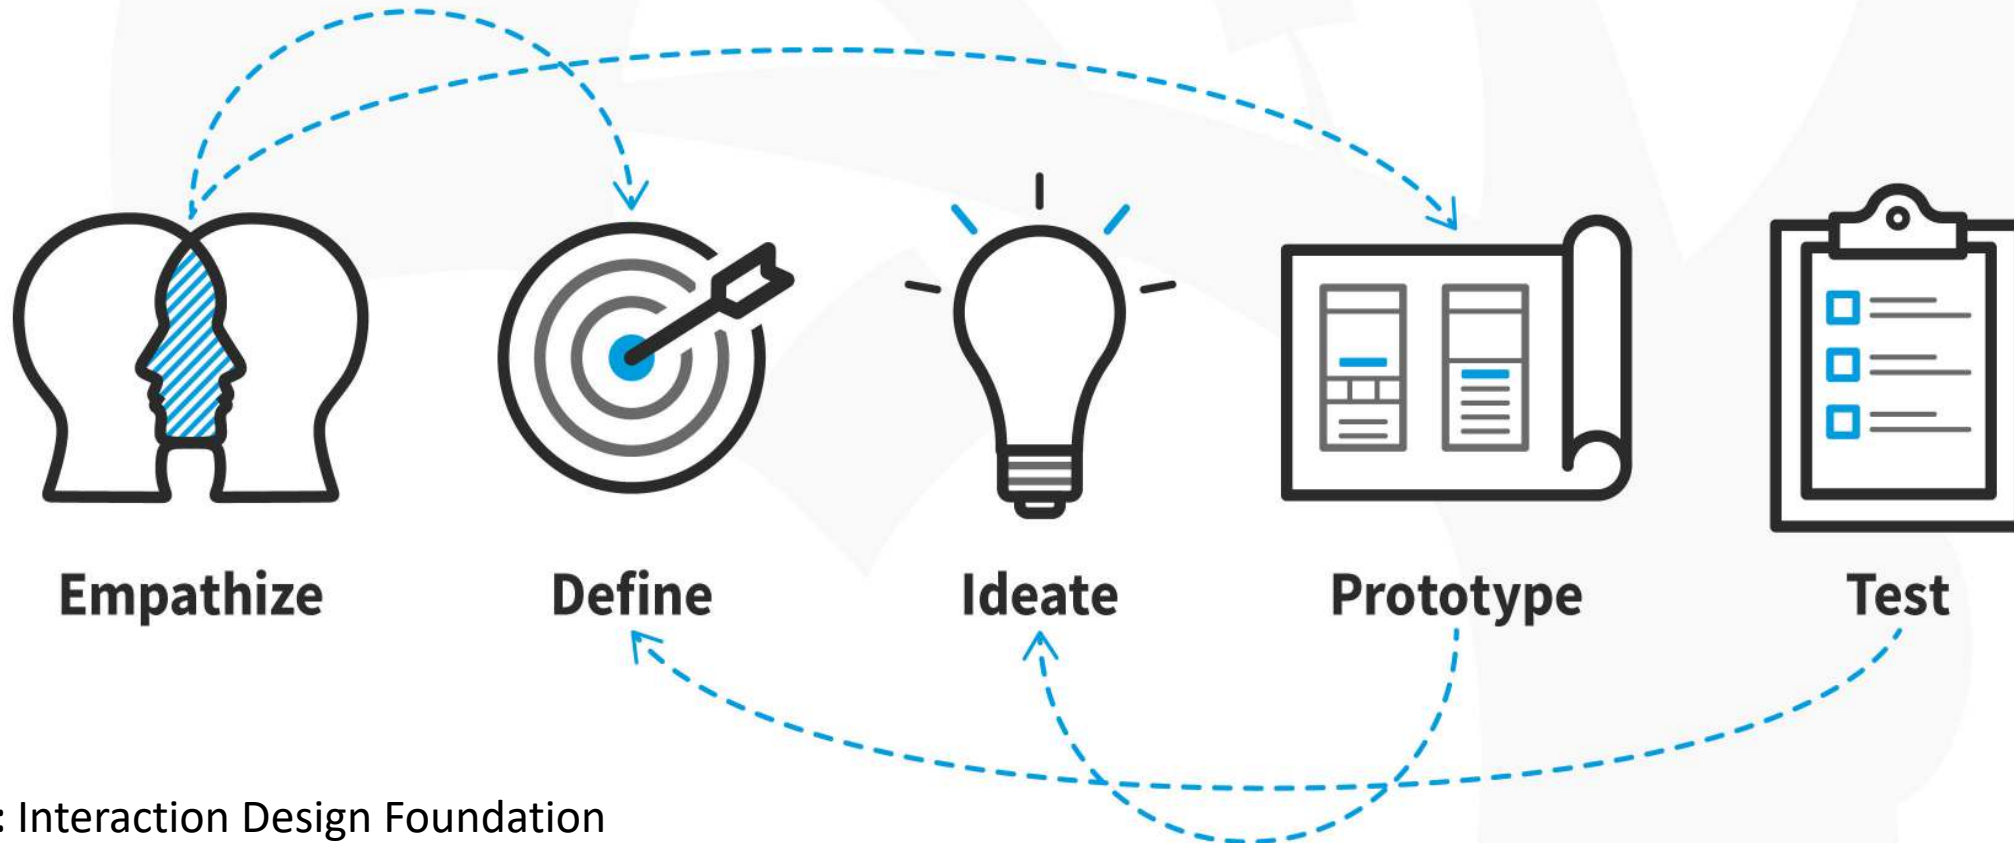 Empathize
Define
Ideate
Prototype
Test
: Interaction Design Foundation